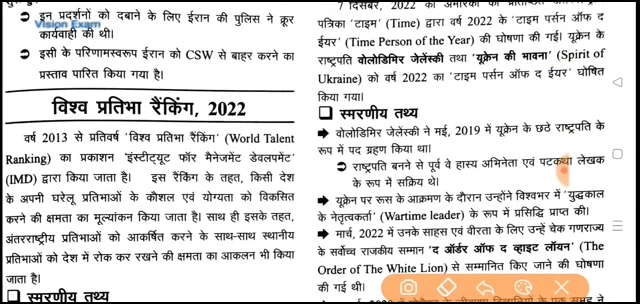 इन प्रदर्शनों को दबाने के लिए ईरान की पुलिस ने क्रूर
Vision Exam
कार्यवाही की थी।
इसी के परिणामस्वरूप ईरान को CSW से बाहर करने का
प्रस्ताव पारित किया गया है।
विश्व प्रतिभा रैंकिंग, 2022
वर्ष 2013 से प्रतिवर्ष 'विश्व प्रतिभा रैंकिंग' (World Talent
Ranking) का प्रकाशन 'इंस्टीट्यूट फॉर मैनेजमेंट डेवलपमेंट'
(IMD) द्वारा किया जाता है। इस रैंकिंग के तहत, किसी देश
के अपनी घरेलू प्रतिभाओं के कौशल एवं योग्यता को विकसित
करने की क्षमता का मूल्यांकन किया जाता है। साथ ही इसके तहत,
अंतरराष्ट्रीय प्रतिभाओं को आकर्षित करने के साथ-साथ स्थानीय
प्रतिभाओं को देश में रोक कर रखने की क्षमता का आकलन भी किया
जाता है।
स्मरणीय तथ्य
7 दिसंबर, 2022 को अमेरिका की
पत्रिका 'टाइम' (Time) द्वारा वर्ष 2022 के 'टाइम पर्सन ऑफ द
ईयर' (Time Person of the Year) की घोषणा की गई। यूक्रेन के
राष्ट्रपति वोलोडिमिर जेलेंस्की तथा 'यूक्रेन की भावना' (Spirit of
Ukraine) को वर्ष 2022 का 'टाइम पर्सन ऑफ द ईयर' घोषित
किया गया।
स्मरणीय तथ्य
वोलोडिमिर जेलेंस्की ने मई, 2019 में यूक्रेन के छठे राष्ट्रपति के
रूप में पद ग्रहण किया था।
राष्ट्रपति बनने से पूर्व वे हास्य अभिनेता एवं पटकथा लेखक
के रूप में सक्रिय थे।
यूक्रेन पर रूस के आक्रमण के दौरान उन्होंने विश्वभर में 'युद्धकाल
के नेतृत्वकर्ता' (Wartime leader) के रूप में प्रसिद्धि प्राप्त की।
मार्च, 2022 में उनके साहस एवं वीरता के लिए उन्हें चेक गणराज्य
के सर्वोच्च राजकीय सम्मान 'द ऑर्डर ऑफ द व्हाइट लॉयन' (The
Order of The White Lion) से सम्मानित किए जाने की घोषणा
की गई थी।